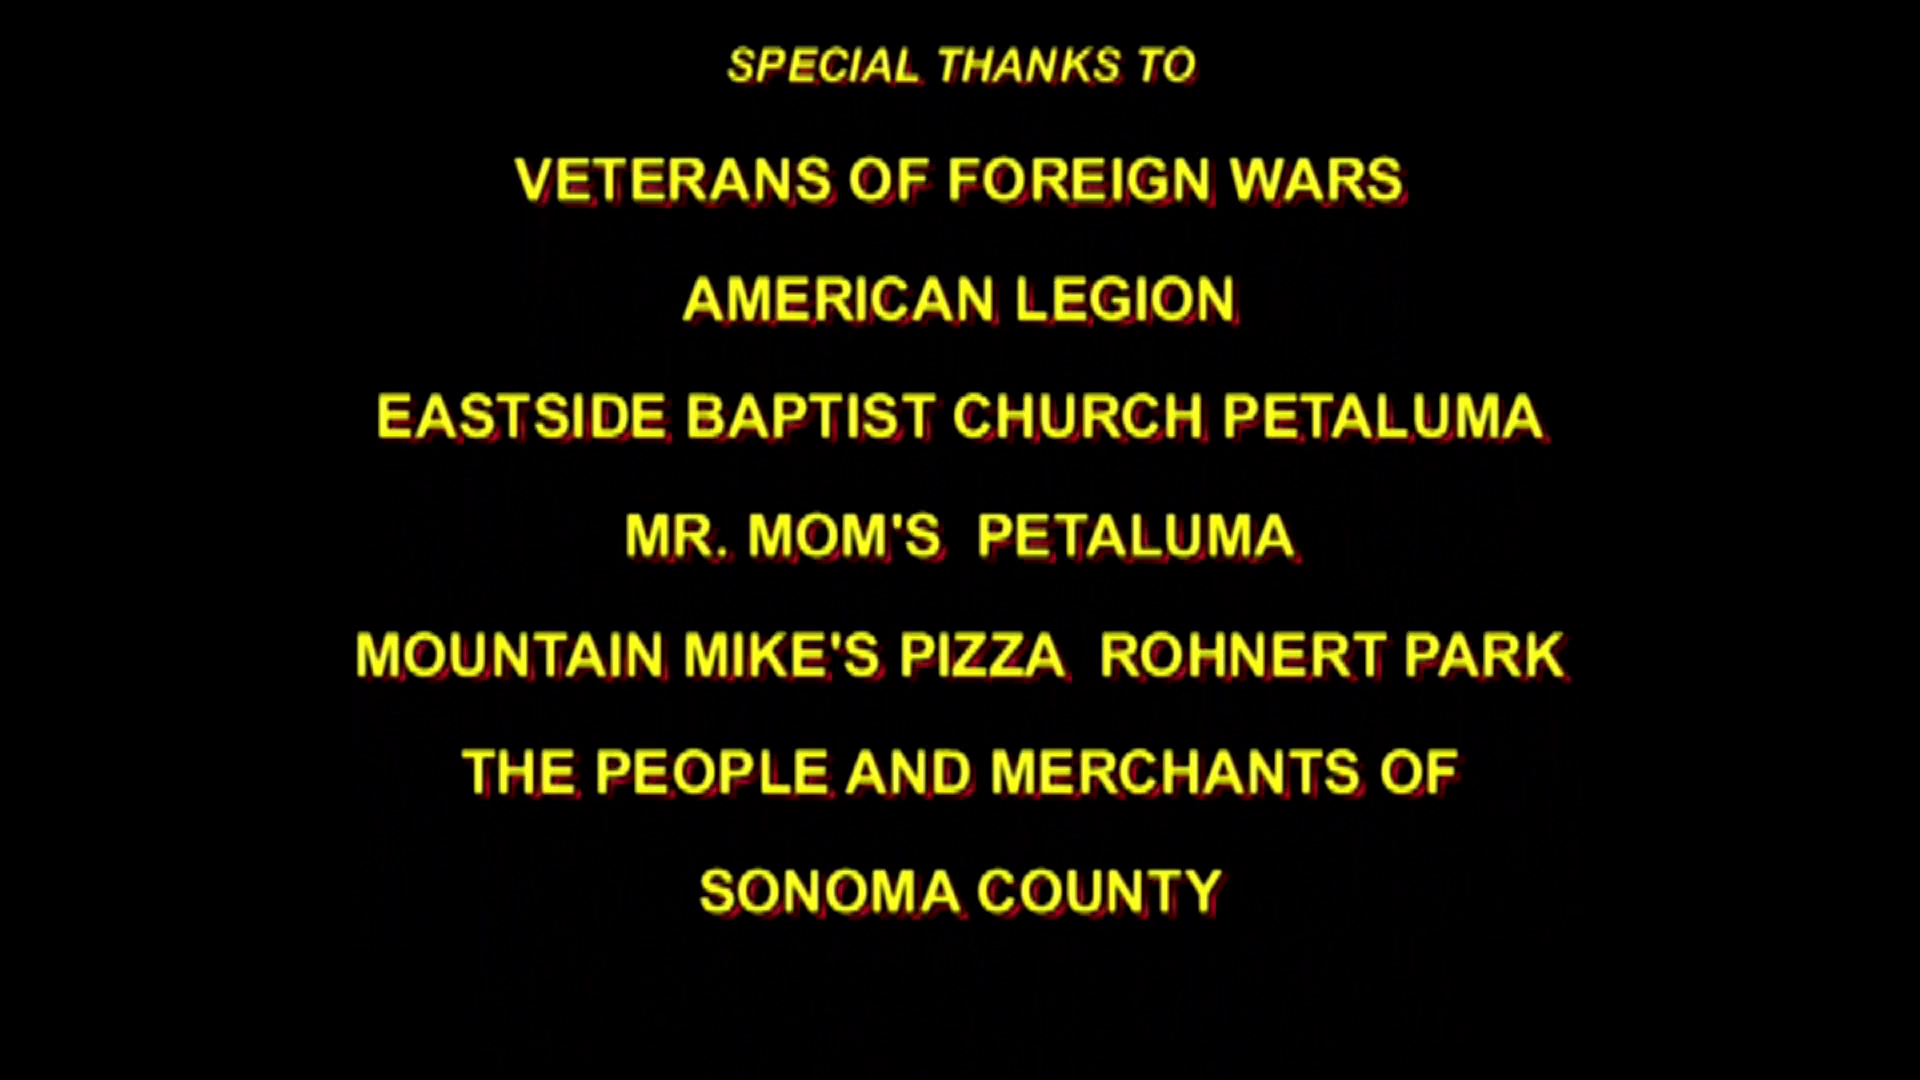 SPECIAL THANKS TO
VETERANS OF FOREIGN WARS
AMERICAN LEGION
EASTSIDE BAPTIST CHURCH PETALUMA
MR. MOM'S  PETALUMA
MOUNTAIN MIKE'S PIZZA  ROHNERT PARK
THE PEOPLE AND MERCHANTS OF
SONOMA COUNTY